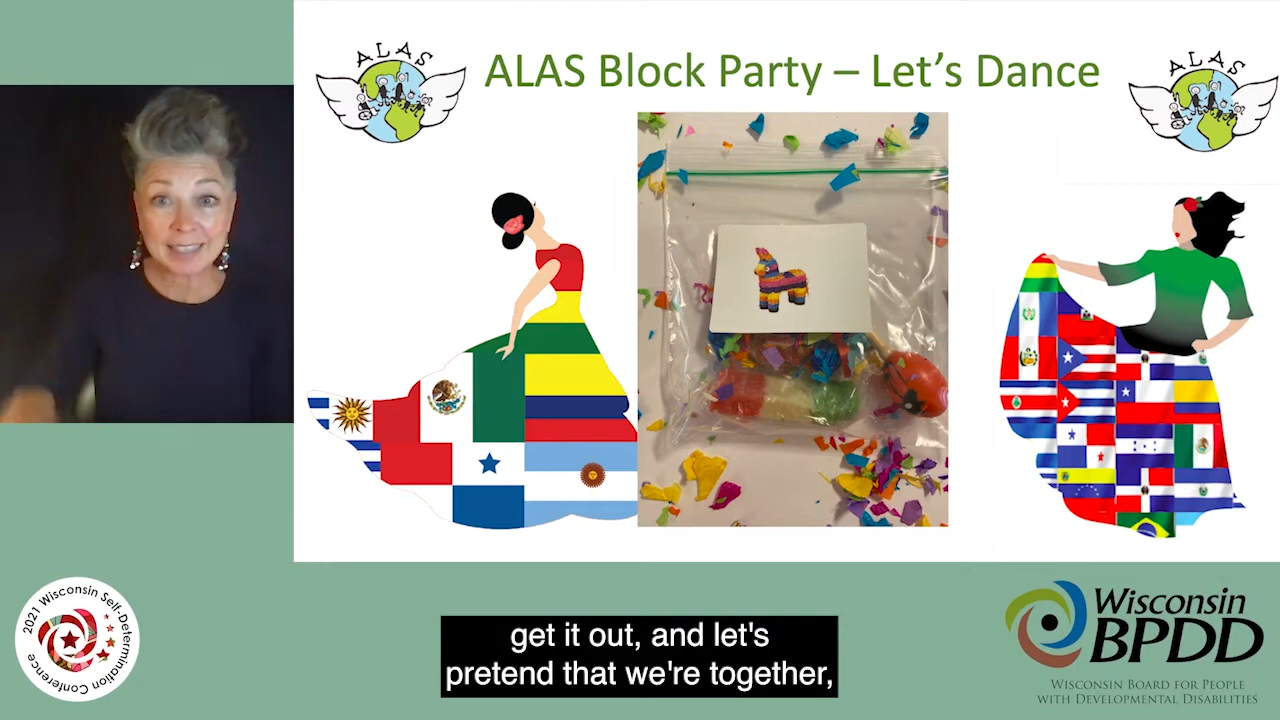 ALAS
ALAS Block Party – Let's Dance
ALAS
2021 Wisconsin Self-Determination Conference
get it out, and let's
pretend that we're together,
Wisconsin
BPDD
Wisconsin Board for People
with Developmental Disabilities